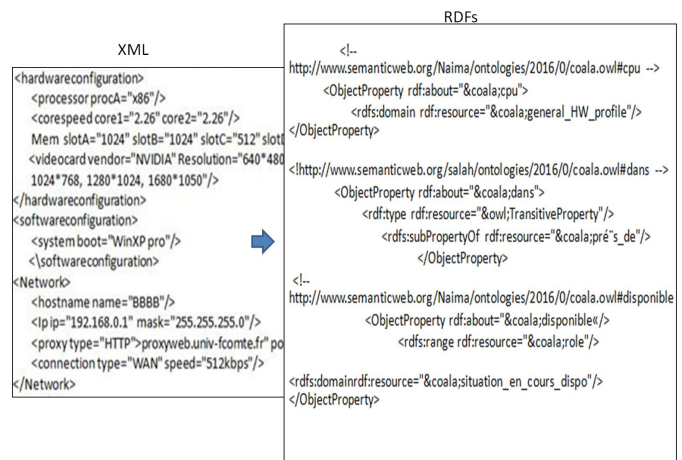 XML
<hardwareconfiguration>
<processor procA="x86"/>
<corespeed core1="2.26" core2="2.26"/>
Mem slotA="1024" slotB="1024" slotC="512" slot
<videocard vendor="NVIDIA" Resolution="640*480
1024*768, 1280*1024, 1680*1050"/>
</hardwareconfiguration>
<softwareconfiguration>
<system boot="WinXP pro"/>
<\softwareconfiguration>
<Network>
<hostname name="BBBB"/>
<Ip ip="192.168.0.1" mask="255.255.255.0"/>
<proxy type="HTTP">proxyweb.univ-fcomte.fr" po
<connection type="WAN" speed="512kbps"/>
</Network>
RDFs
<!--
http://www.semanticweb.org/Naima/ontologies/2016/0/coala.owl#cpu -->
<ObjectProperty rdf:about="&coala;cpu">
<rdfs:domain rdf:resource="&coala;general_HW_profile"/>
</ObjectProperty>
<!http://www.semanticweb.org/salah/ontologies/2016/0/coala.owl#dans -->
<ObjectProperty rdf:about="&coala;dans">
<rdf:type rdf:resource="&owl;TransitiveProperty"/>
<rdfs:subPropertyOf rdf:resource="&coala;pré¨s_de"/>
</ObjectProperty>
<!--
http://www.semanticweb.org/Naima/ontologies/2016/0/coala.owl#disponible
<ObjectProperty rdf:about="&coala;disponible«/>
<rdfs:range rdf:resource="&coala;role"/>
<rdfs:domainrdf:resource="&coala;situation_en_cours_dispo"/>
</ObjectProperty>